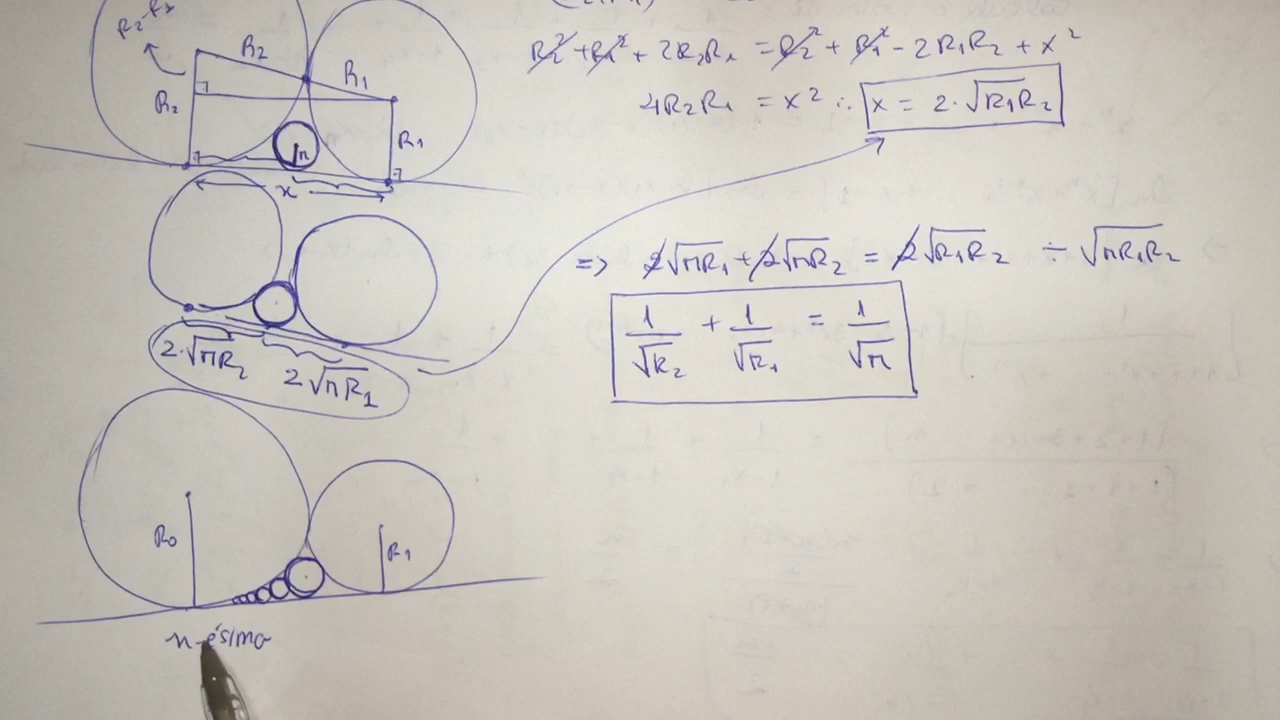 R₂-R₁
R₂
R₁
R₂
R₁
r
x
R₂² + R₁² + 2R₂R₁ = R₂² + R₁² - 2R₁R₂ + x²
4R₂R₁ = x² ∴ x = 2·√R₁R₂
=> 2√rR₁ + 2√rR₂ = 2√R₁R₂ ÷ √rR₁R₂
1/√R₂ + 1/√R₁ = 1/√r
2·√rR₂
2√rR₁
R₀
R₁
n-ésimo